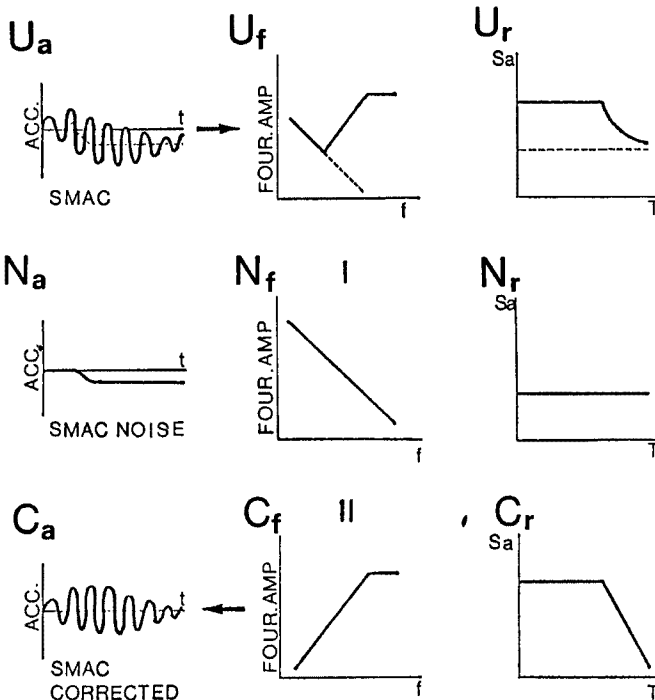 Ua
Uf
Ur
ACC.
t
SMAC
FOUR. AMP
f
Sa
T
Na
Nf
I
Nr
ACC.
t
SMAC NOISE
FOUR. AMP
f
Sa
T
Ca
Cf
II
Cr
ACC.
t
SMAC
CORRECTED
FOUR. AMP
f
Sa
T